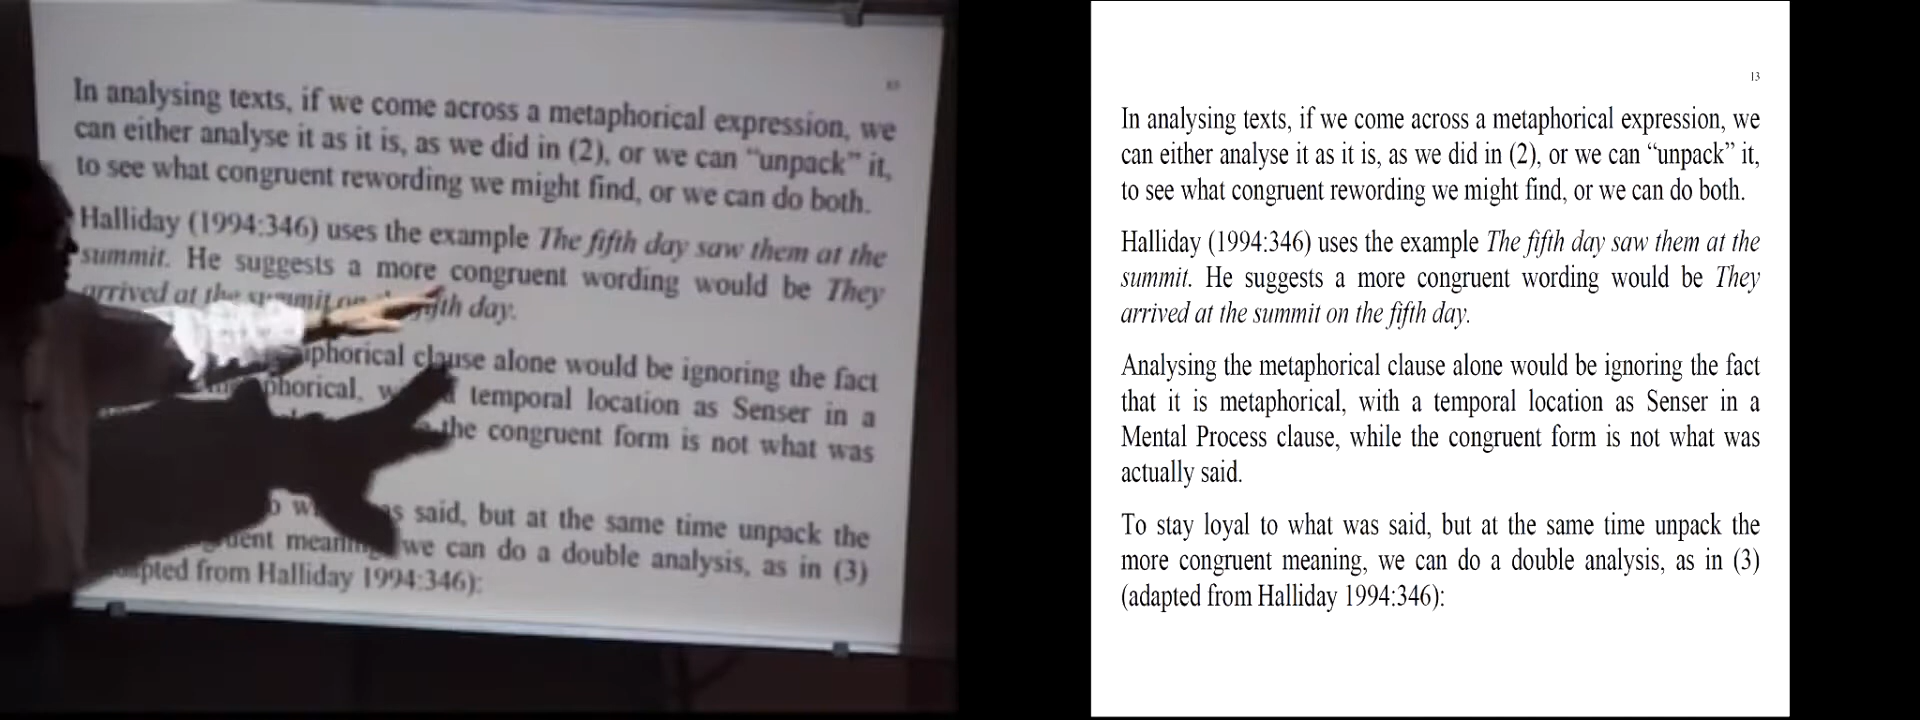 In analysing texts, if we come across a metaphorical expression, we
can either analyse it as it is, as we did in (2), or we can “unpack” it,
to see what congruent rewording we might find, or we can do both.
Halliday (1994:346) uses the example The fifth day saw them at the
summit. He suggests a more congruent wording would be They
arrived at the summit on fifth day.
phorical clause alone would be ignoring the fact
phorical, temporal location as Senser in a
the congruent form is not what was
said, but at the same time unpack the
we can do a double analysis, as in (3)
from Halliday 1994:346):
13
In analysing texts, if we come across a metaphorical expression, we
can either analyse it as it is, as we did in (2), or we can “unpack” it,
to see what congruent rewording we might find, or we can do both.
Halliday (1994:346) uses the example The fifth day saw them at the
summit. He suggests a more congruent wording would be They
arrived at the summit on the fifth day.
Analysing the metaphorical clause alone would be ignoring the fact
that it is metaphorical, with a temporal location as Senser in a
Mental Process clause, while the congruent form is not what was
actually said.
To stay loyal to what was said, but at the same time unpack the
more congruent meaning, we can do a double analysis, as in (3)
(adapted from Halliday 1994:346):